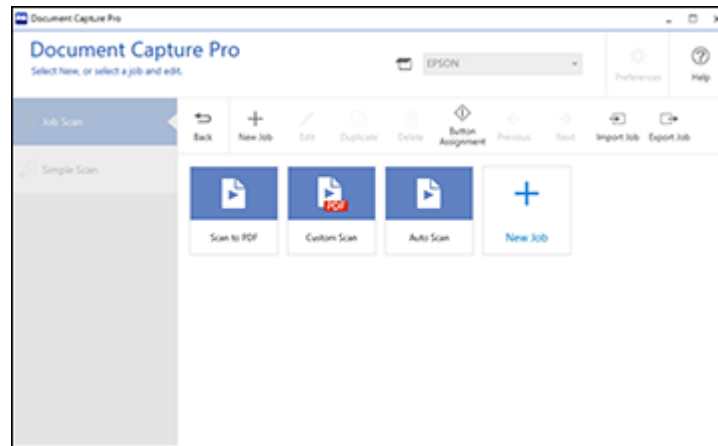 Document Capture Pro
Document Capture Pro
Select New, or select a job and edit.
EPSON
Preferences
Help
Job Scan
Back
New Job
Edit
Duplicate
Delete
Button
Assignment
Previous
Next
Import Job
Export Job
Simple Scan
PDF
Scan to PDF
Custom Scan
Auto Scan
New Job